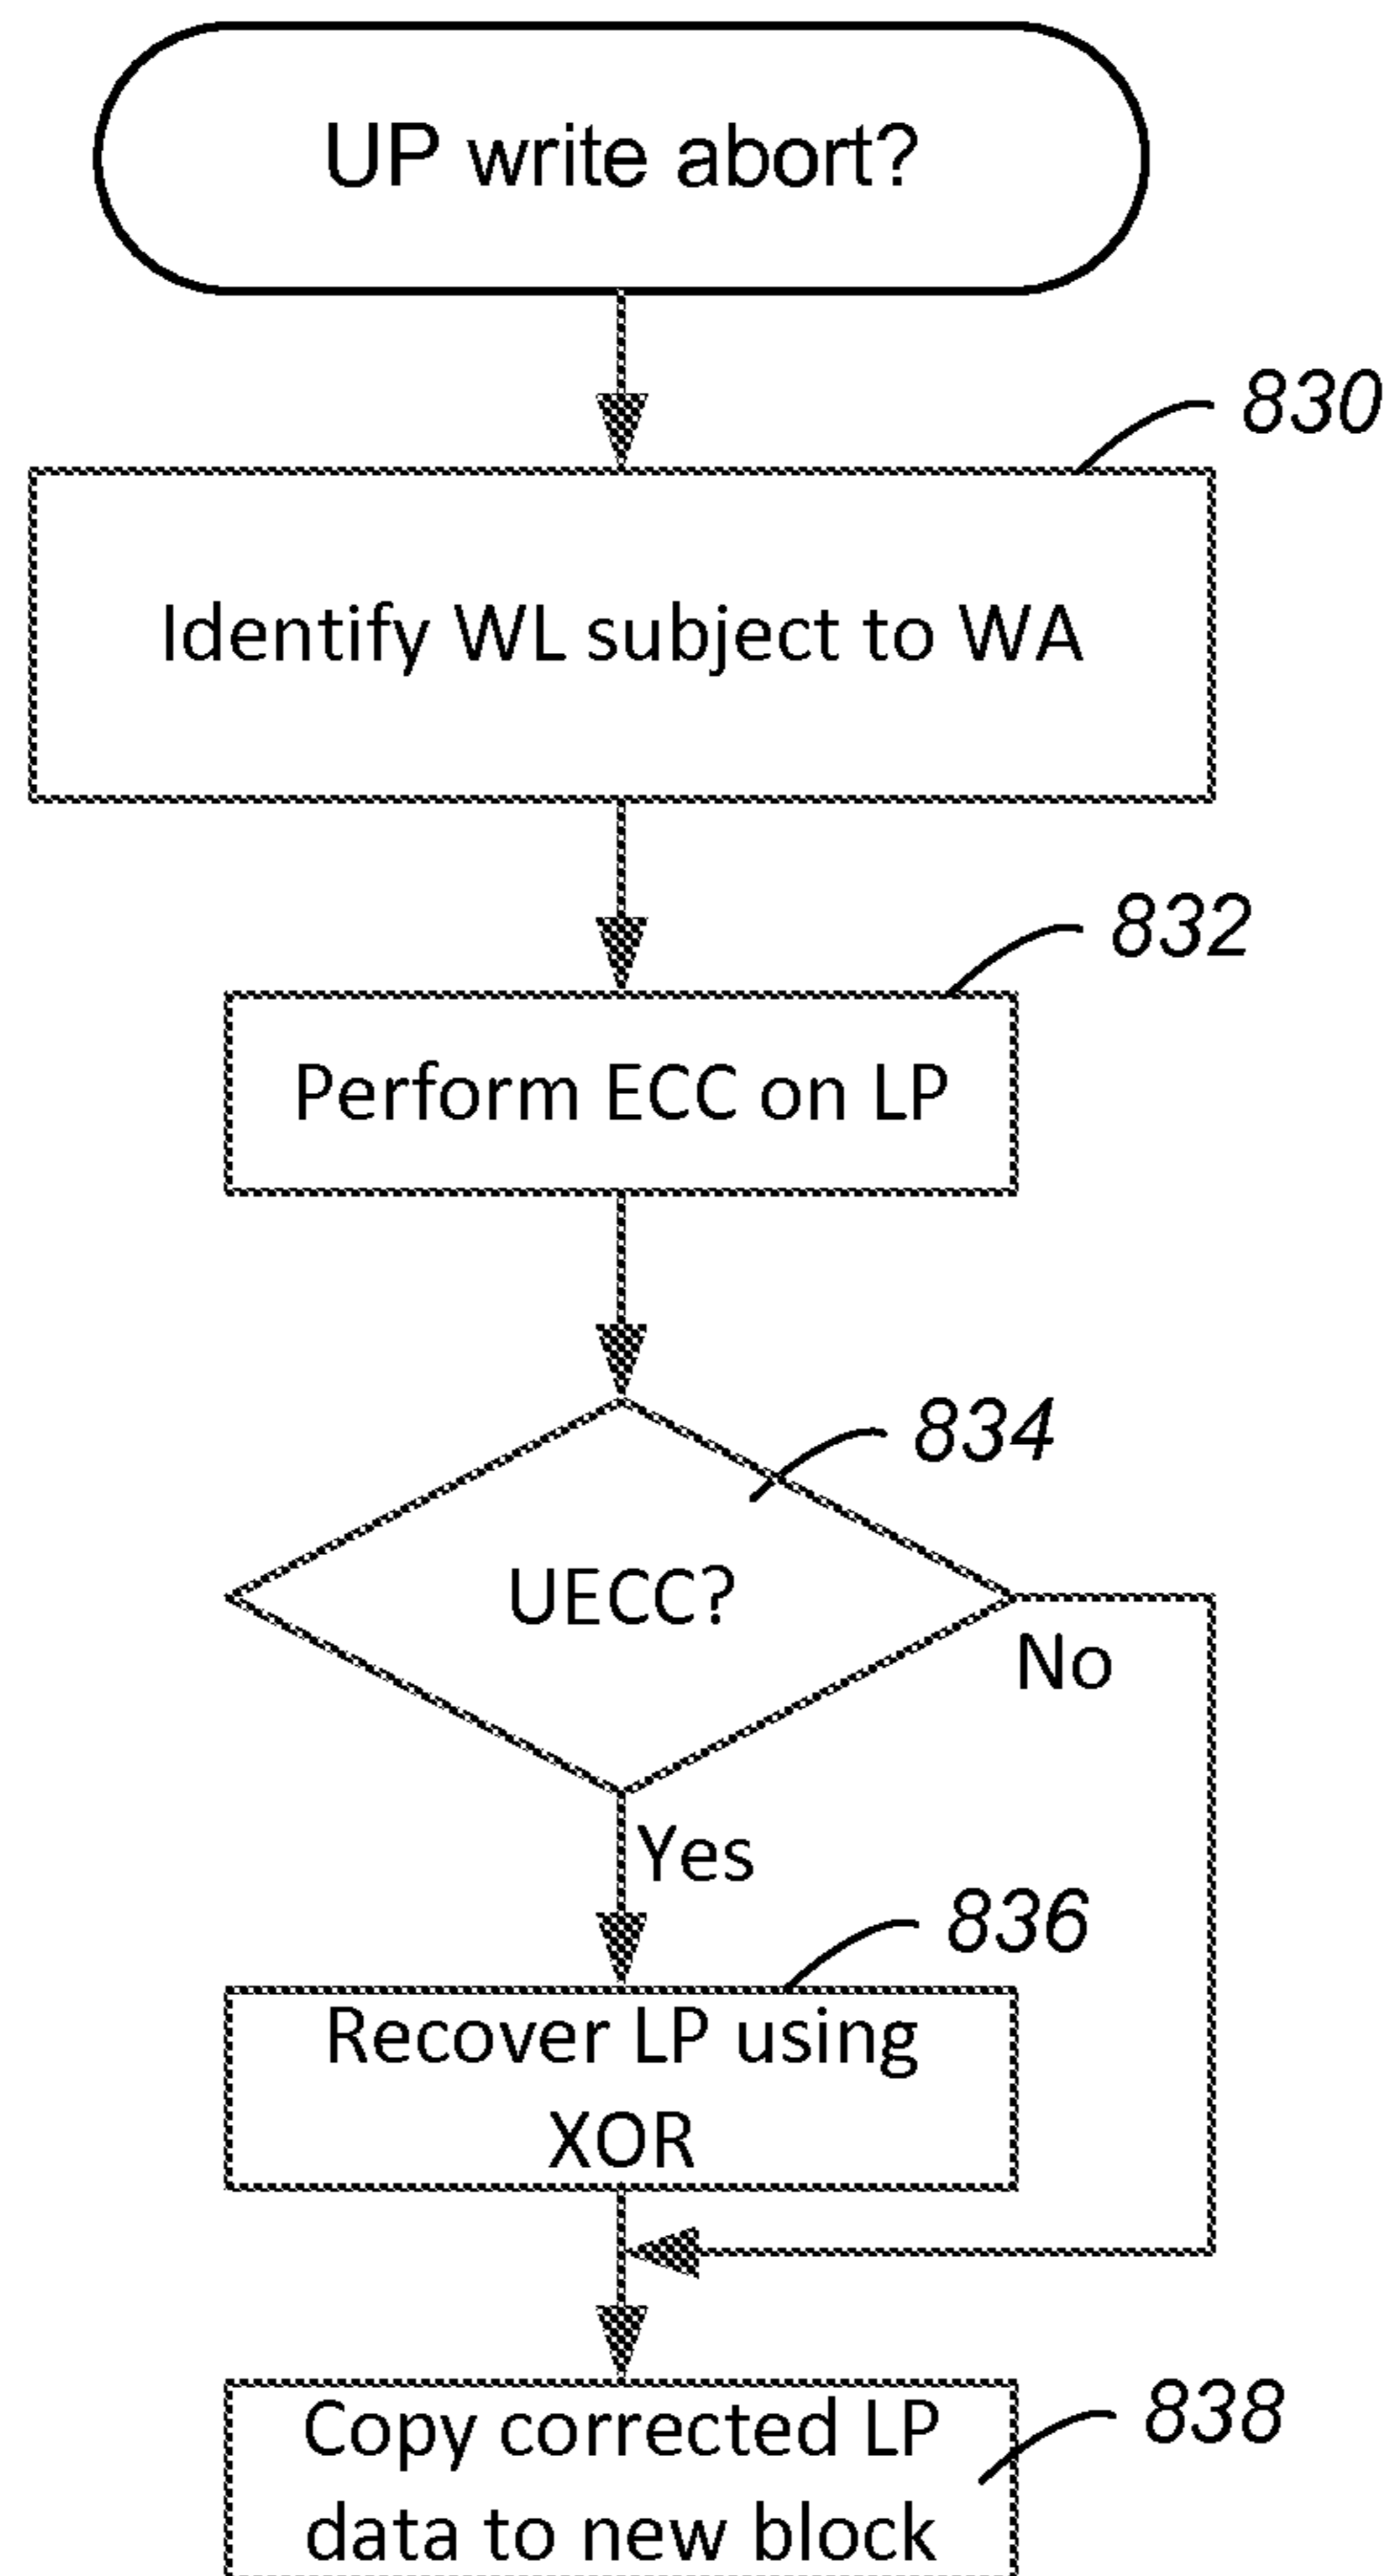 UP write abort?
830
Identify WL subject to WA
832
Perform ECC on LP
834
UECC?
No
Yes
836
Recover LP using
XOR
838
Copy corrected LP
data to new block